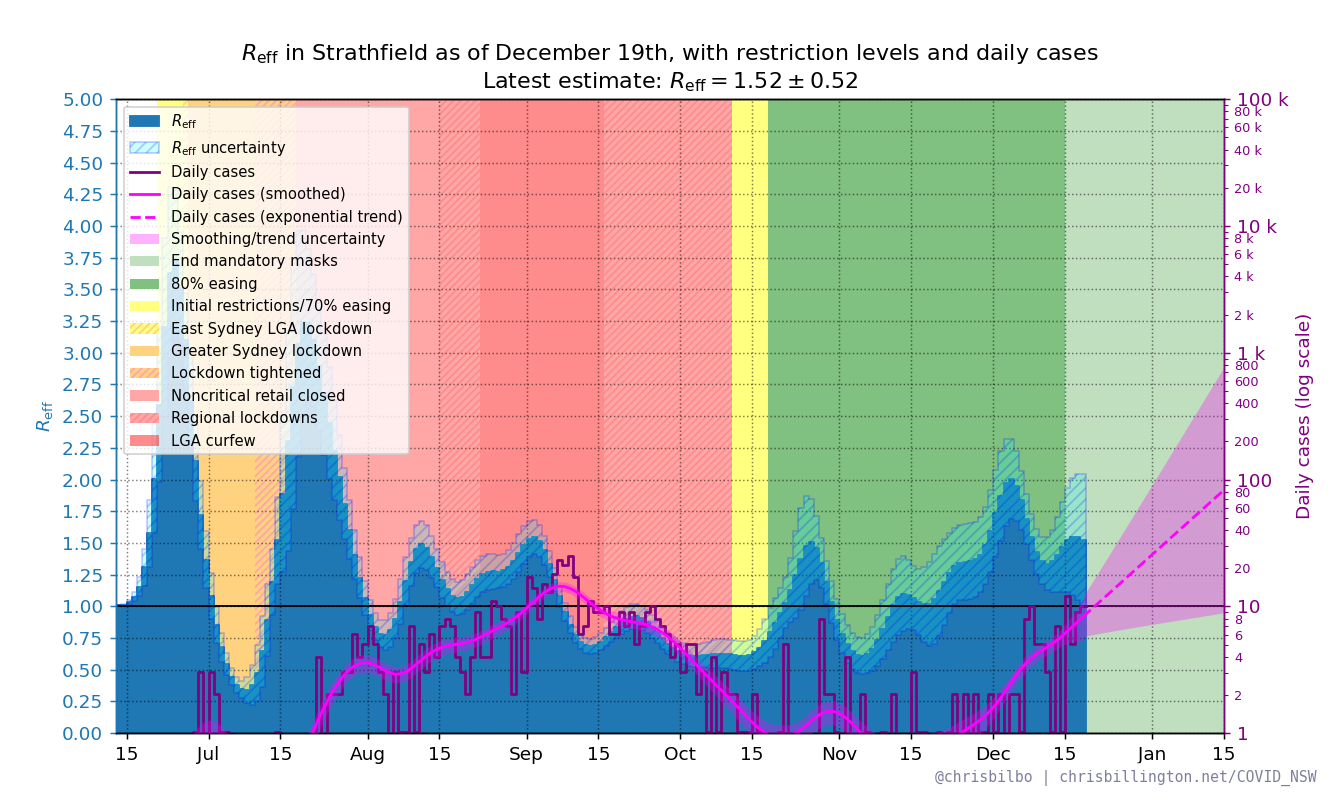 R_eff in Strathfield as of December 19th, with restriction levels and daily cases
Latest estimate: R_eff = 1.52 ± 0.52
5.00
4.75
4.50
4.25
4.00
3.75
3.50
3.25
3.00
2.75
2.50
2.25
2.00
1.75
1.50
1.25
1.00
0.75
0.50
0.25
0.00
R_eff
R_eff
R_eff uncertainty
Daily cases
Daily cases (smoothed)
Daily cases (exponential trend)
Smoothing/trend uncertainty
End mandatory masks
80% easing
Initial restrictions/70% easing
East Sydney LGA lockdown
Greater Sydney lockdown
Lockdown tightened
Noncritical retail closed
Regional lockdowns
LGA curfew
100 k
80 k
60 k
40 k
20 k
10 k
8 k
6 k
4 k
2 k
1 k
800
600
400
200
100
80
60
40
20
10
8
6
4
2
1
Daily cases (log scale)
15 Jul 15 Aug 15 Sep 15 Oct 15 Nov 15 Dec 15 Jan 15
@chrisbilbo | chrisbillington.net/COVID_NSW